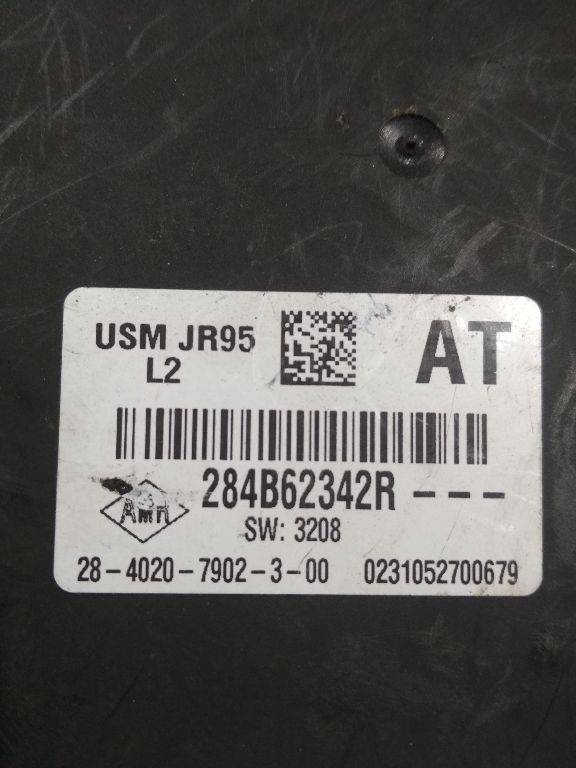 USM JR95 AT
L2
284B62342R - - -
AMR
SW: 3208
28-4020-7902-3-00 0231052700679